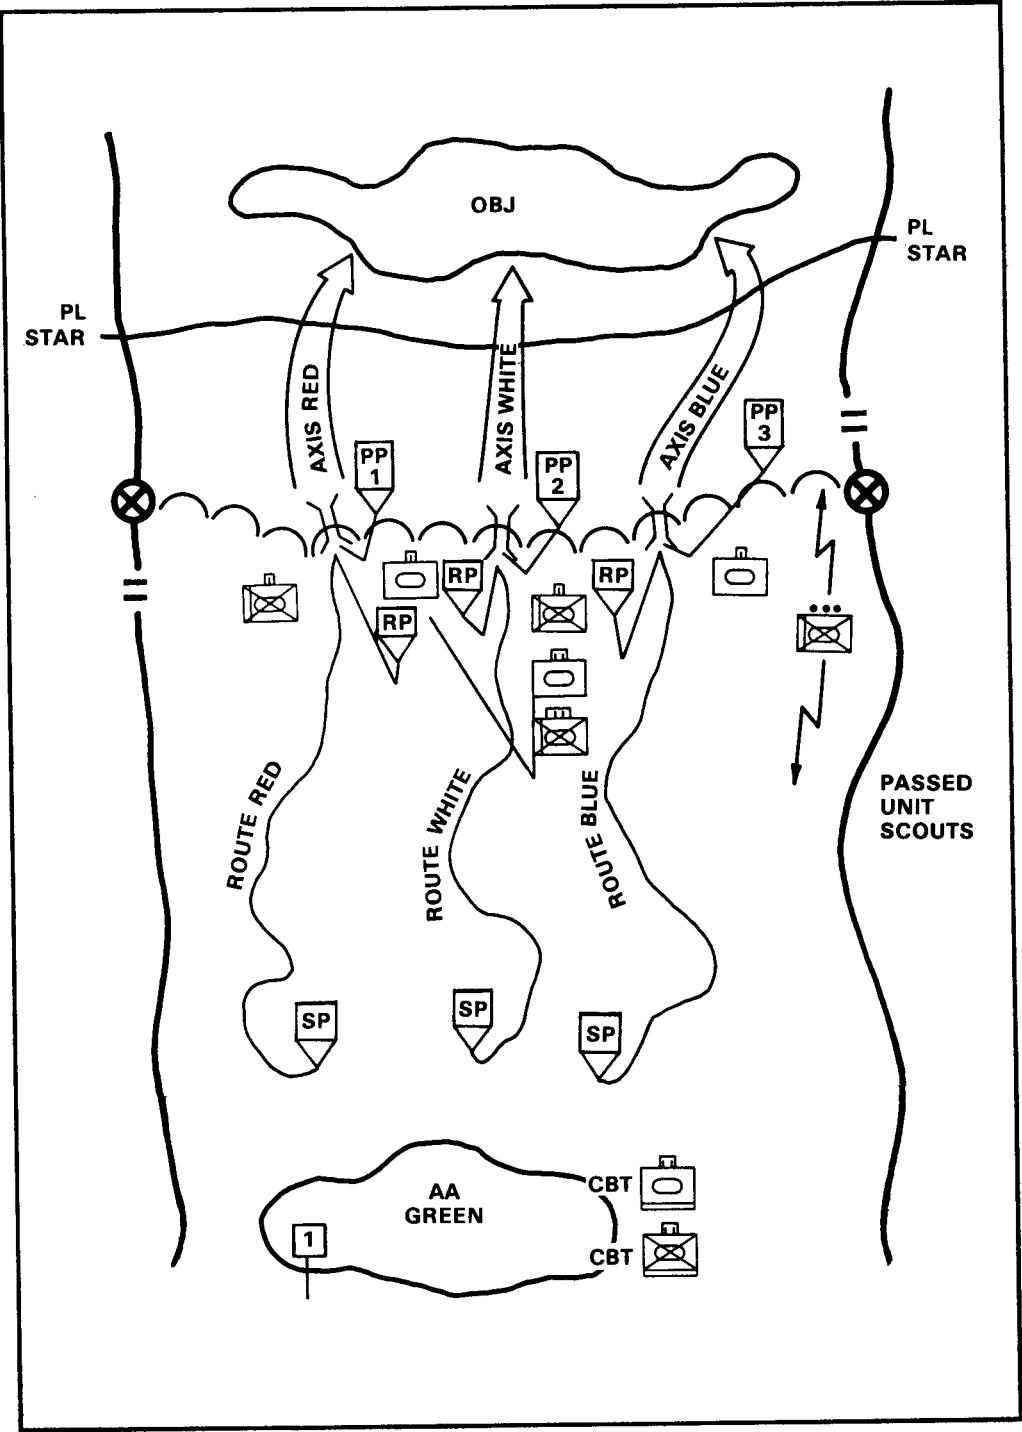 OBJ
PL
STAR
PL
STAR
AXIS RED
AXIS WHITE
AXIS BLUE
PP
1
PP
2
PP
3
RP
RP
RP
ROUTE RED
ROUTE WHITE
ROUTE BLUE
PASSED
UNIT
SCOUTS
SP
SP
SP
AA
GREEN
1
CBT
CBT